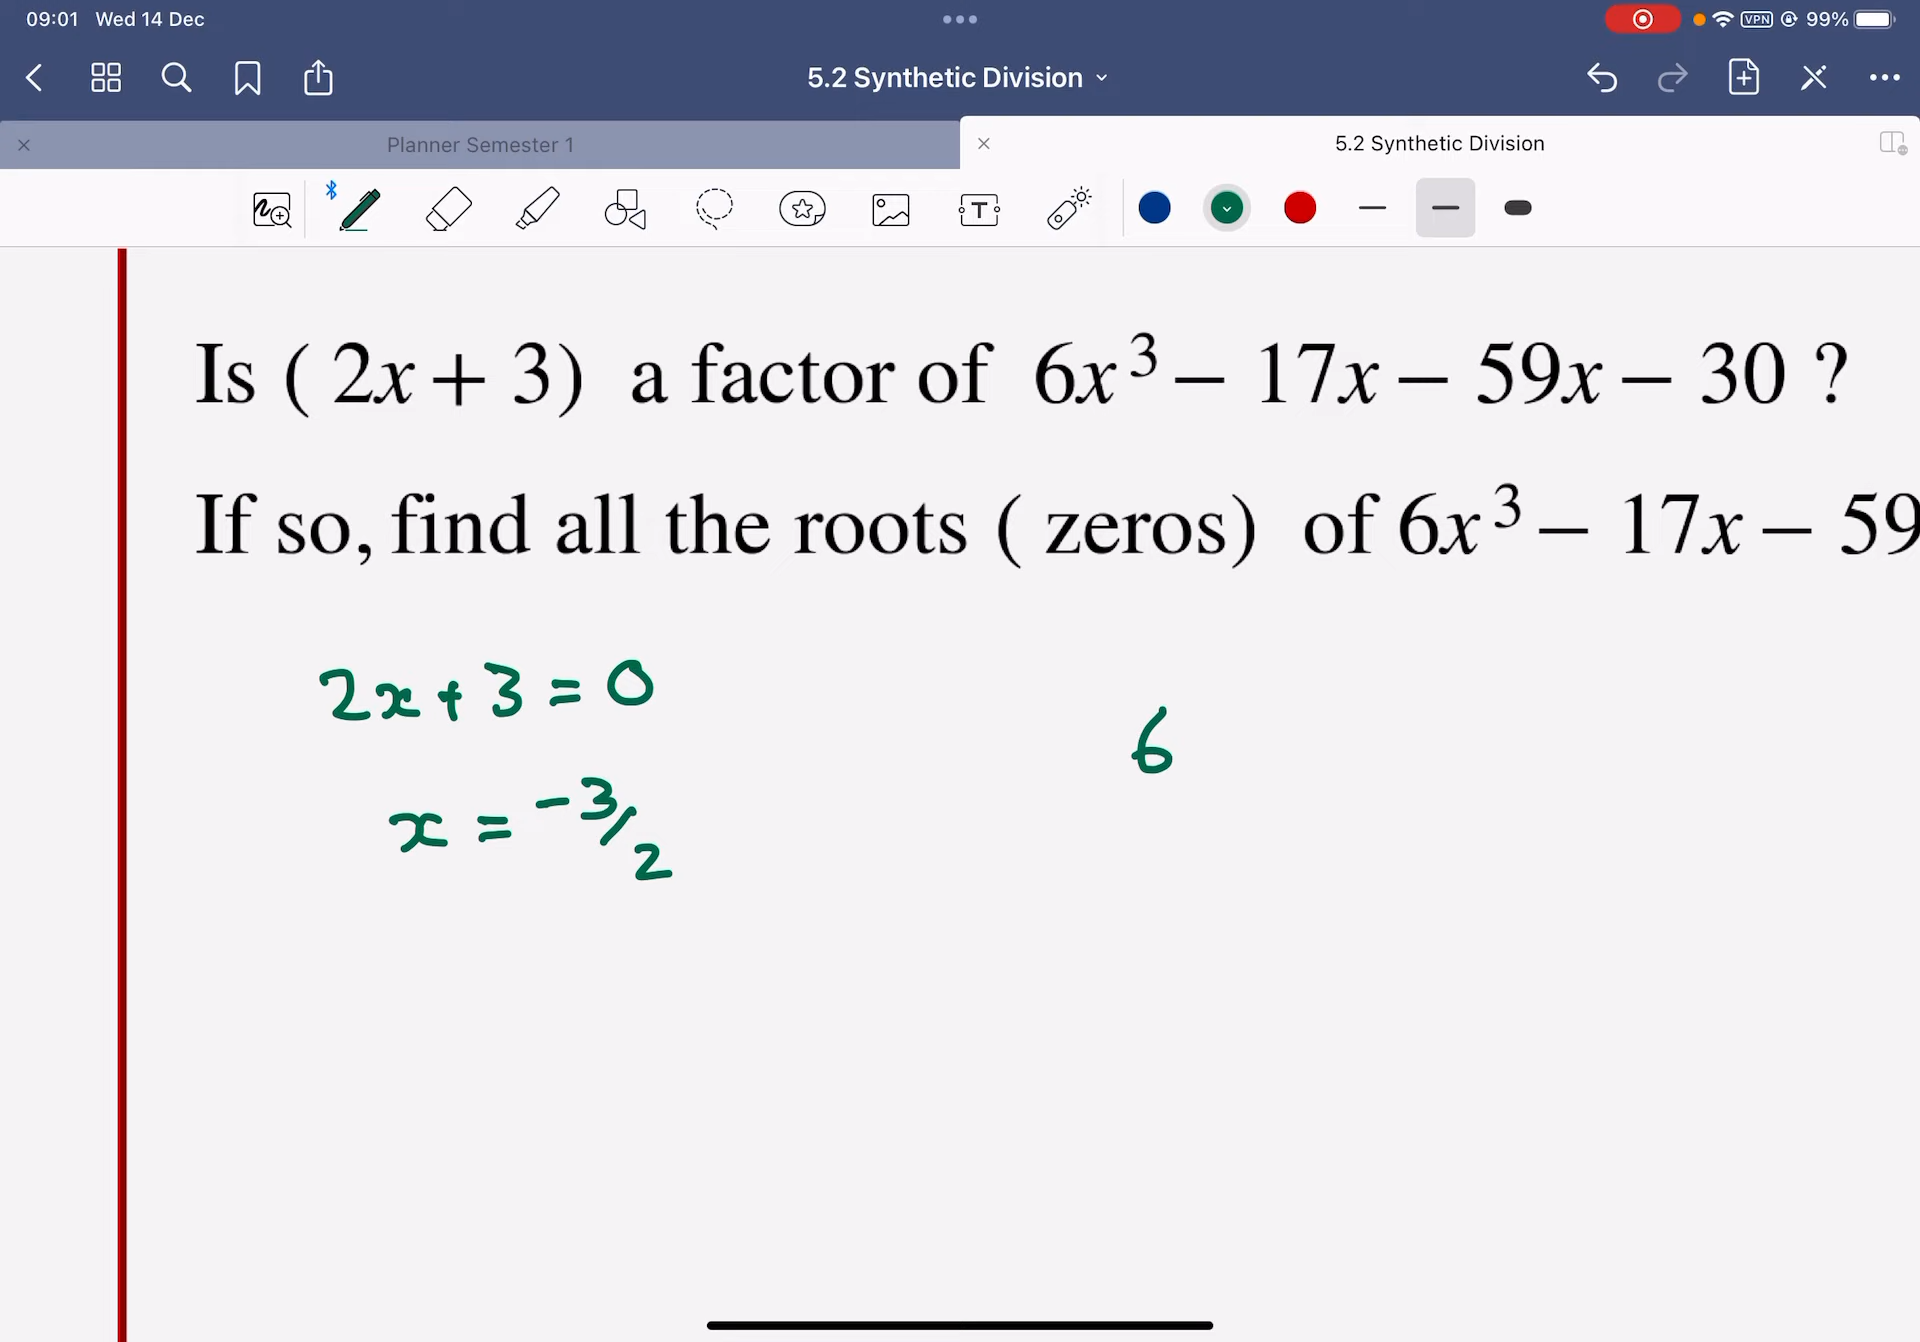 09:01 Wed 14 Dec
VPN 99%
5.2 Synthetic Division
Planner Semester 1
5.2 Synthetic Division
T
Is ( 2x + 3) a factor of 6x³ – 17x – 59x – 30 ?
If so, find all the roots ( zeros) of 6x³ – 17x – 59
2x + 3 = 0
6
x = -3/2